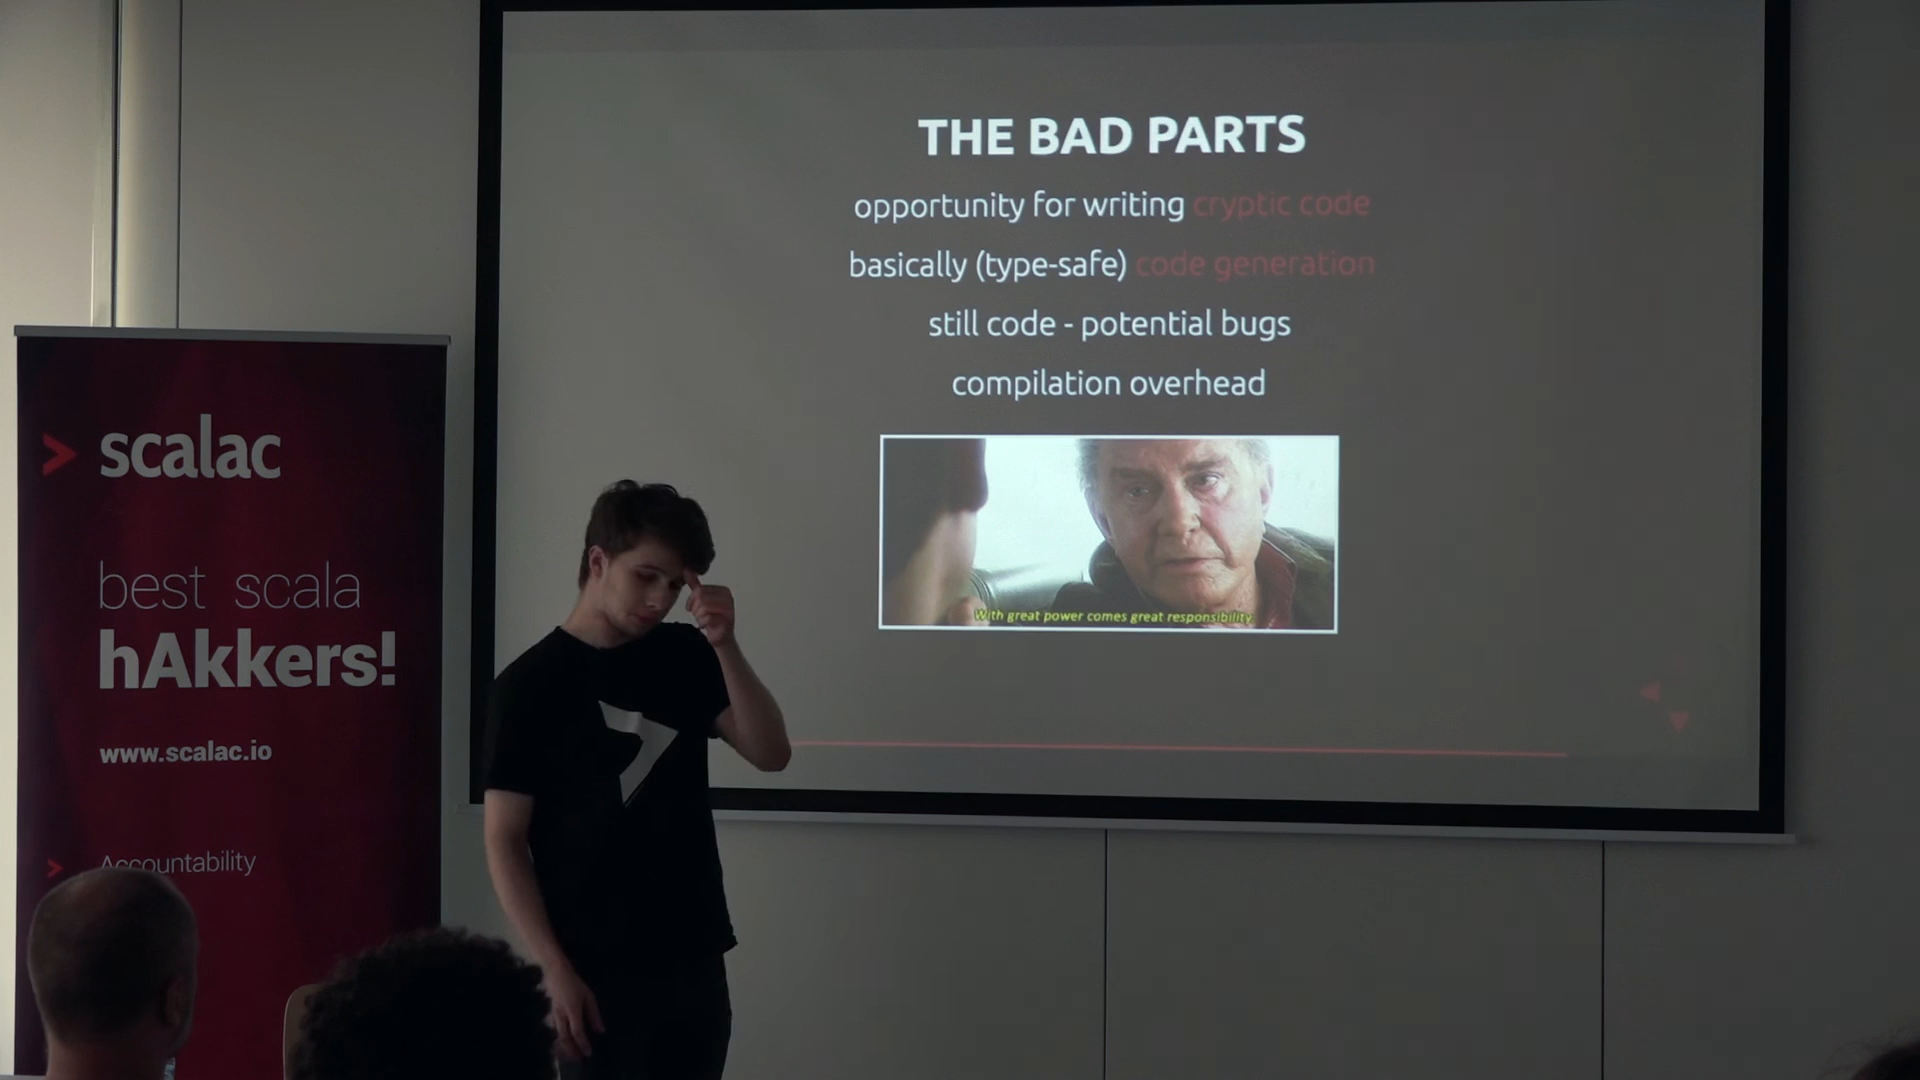 THE BAD PARTS
opportunity for writing cryptic code
basically (type-safe) code generation
still code - potential bugs
compilation overhead
With great power comes great responsibility.
> scalac
best scala
hAkkers!
www.scalac.io
> Accountability